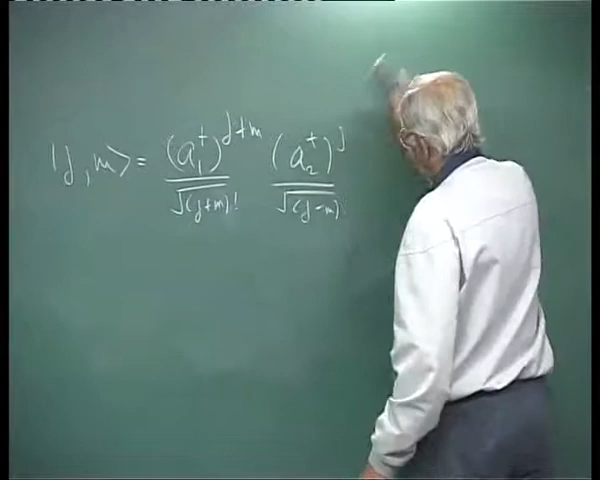 |j, m> = (a₁†)^{j+m} / √(j+m)! (a₂†)^{j} / √(j-m)!